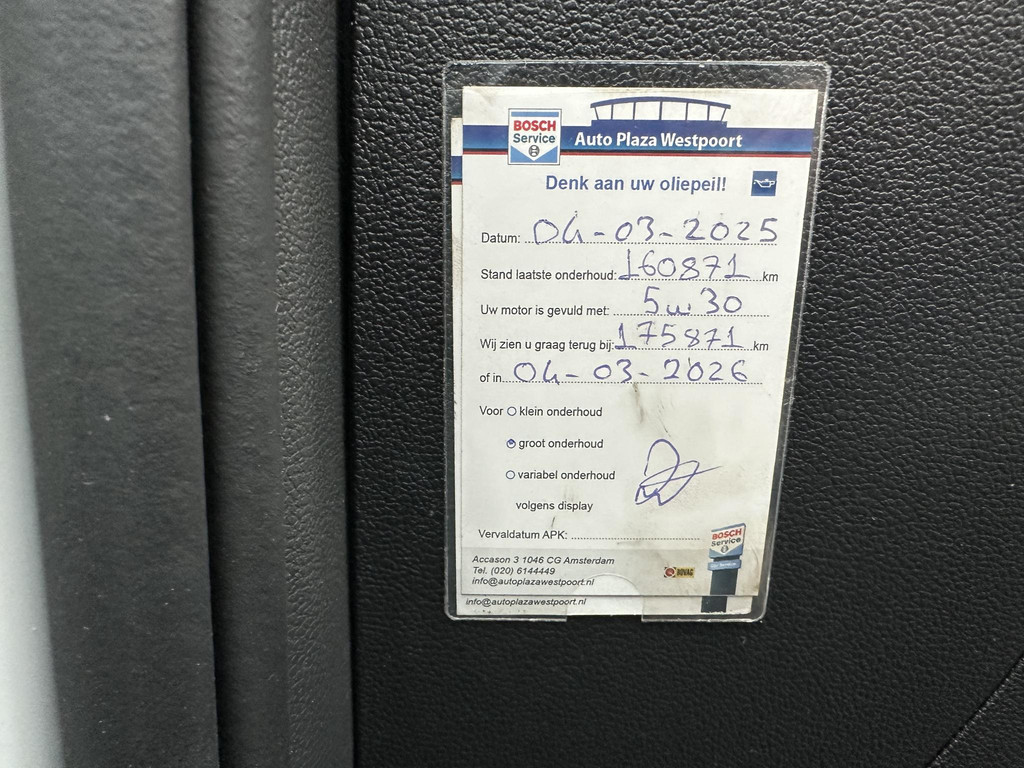 BOSCH
Service
Auto Plaza Westpoort
Denk aan uw oliepeil!
Datum: 04-03-2025
Stand laatste onderhoud: 160871 km
Uw motor is gevuld met: 5w30
Wij zien u graag terug bij: 175871 km
of in 04-03-2026
Voor klein onderhoud
groot onderhoud
variabel onderhoud
volgens display
Vervaldatum APK:
BOSCH
Service
Accason 3 1046 CG Amsterdam
Tel. (020) 6144449
info@autoplazawestpoort.nl
BOVAG
info@autoplazawestpoort.nl